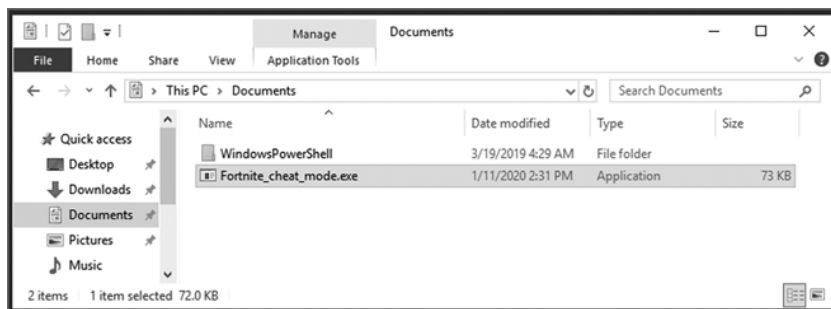 Manage Documents
File Home Share View Application Tools
This PC > Documents Search Documents
Quick access
Desktop
Downloads
Documents
Pictures
Music
Name Date modified Type Size
WindowsPowerShell 3/19/2019 4:29 AM File folder
Fortnite_cheat_mode.exe 1/11/2020 2:31 PM Application 73 KB
2 items 1 item selected 72.0 KB